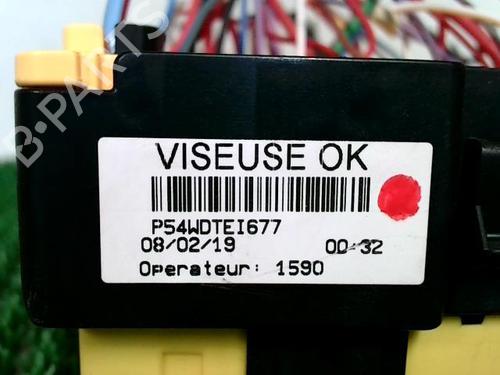 VISEUSE OK
P54WDTEI677
08/02/19 00-32
Operateur: 1590
B-PARTS